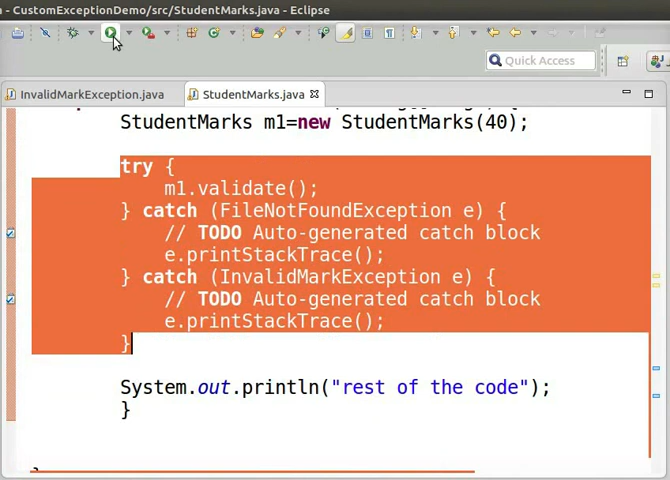 - CustomExceptionDemo/src/StudentMarks.java - Eclipse
Quick Access
InvalidMarkException.java StudentMarks.java
StudentMarks m1=new StudentMarks(40);
try {
m1.validate();
} catch (FileNotFoundException e) {
// TODO Auto-generated catch block
e.printStackTrace();
} catch (InvalidMarkException e) {
// TODO Auto-generated catch block
e.printStackTrace();
}
System.out.println("rest of the code");
}